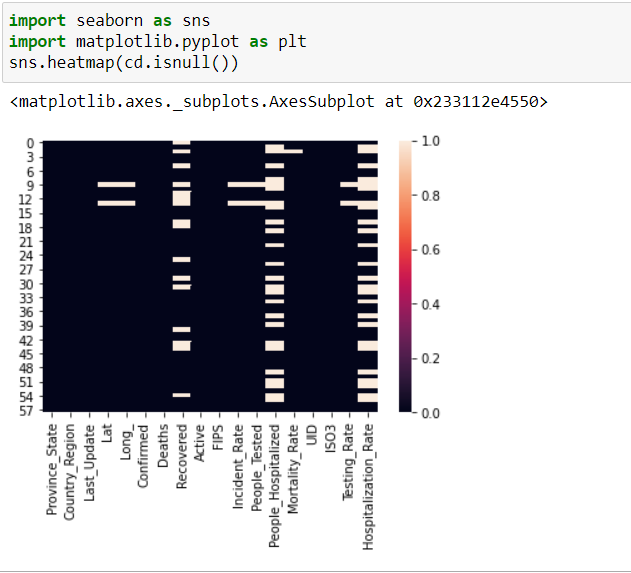 import seaborn as sns
import matplotlib.pyplot as plt
sns.heatmap(cd.isnull())
<matplotlib.axes._subplots.AxesSubplot at 0x233112e4550>
0
3
6
9
12
15
18
21
24
27
30
33
36
39
42
45
48
51
54
57
1.0
0.8
0.6
0.4
0.2
0.0
Province_State
Country_Region
Last_Update
Lat
Long_
Confirmed
Deaths
Recovered
Active
FIPS
Incident_Rate
People_Tested
People_Hospitalized
Mortality_Rate
UID
ISO3
Testing_Rate
Hospitalization_Rate